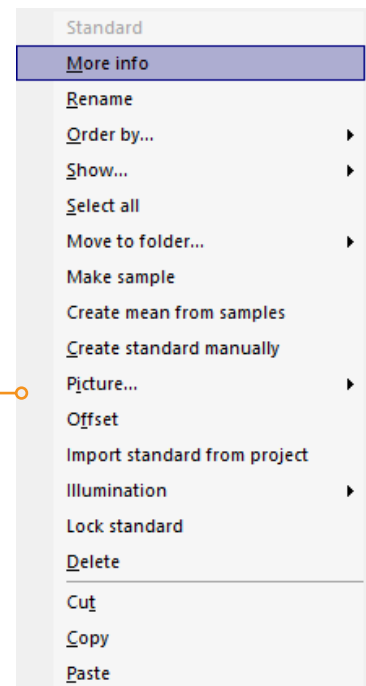 Standard
More info
Rename
Order by...
Show...
Select all
Move to folder...
Make sample
Create mean from samples
Create standard manually
Picture...
Offset
Import standard from project
Illumination
Lock standard
Delete
Cut
Copy
Paste